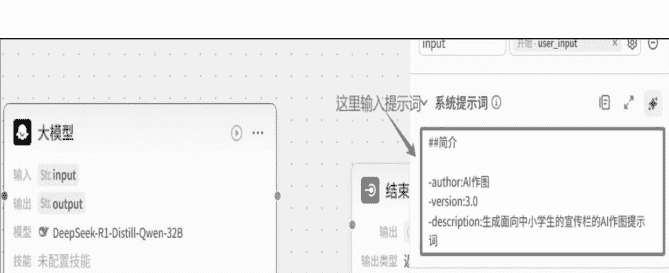 input
开始 · user_input
这里输入提示词
系统提示词
##简介
-author:AI作图
-version:3.0
-description:生成面向中小学生的宣传栏的AI作图提示
词
大模型
输入 Str. input
输出 Str. output
模型 DeepSeek-R1-Distill-Qwen-32B
技能 未配置技能
结束
输出
输出类型